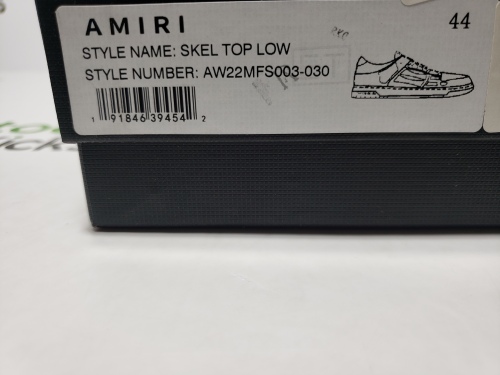 AMIRI
44
STYLE NAME: SKEL TOP LOW
STYLE NUMBER: AW22MFS003-030
1 91846 39454 2